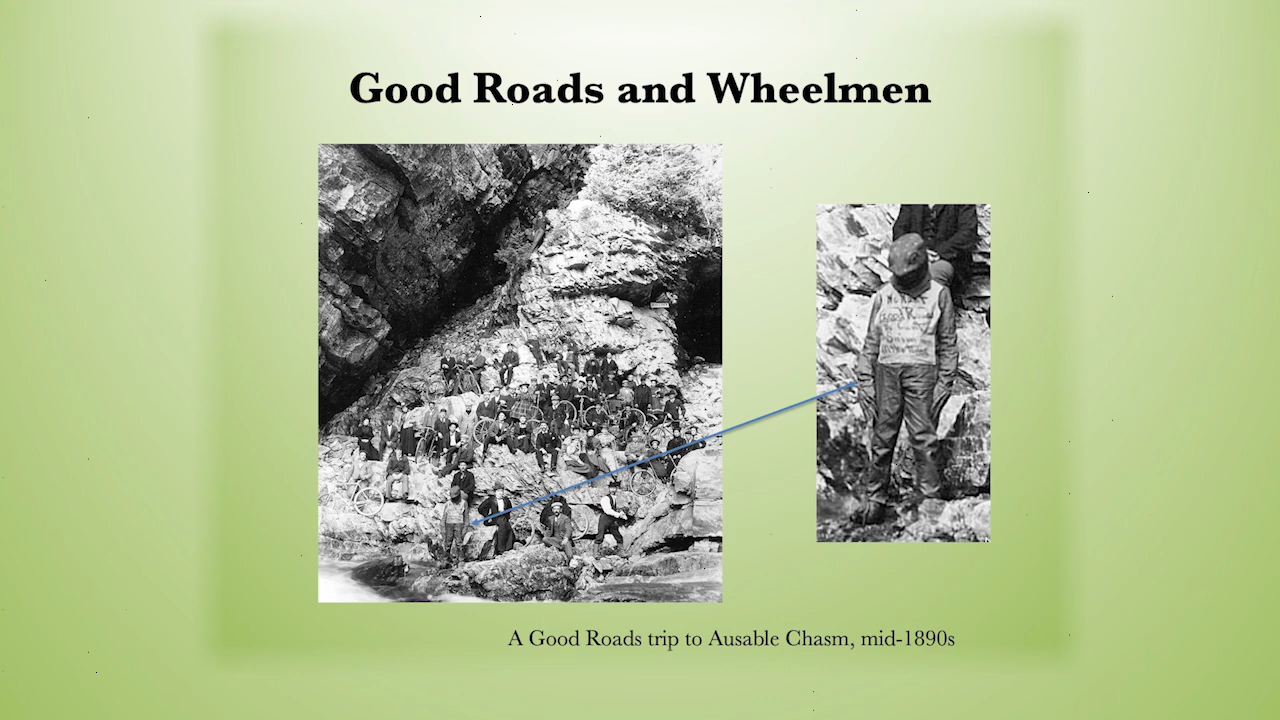 Good Roads and Wheelmen
A Good Roads trip to Ausable Chasm, mid-1890s